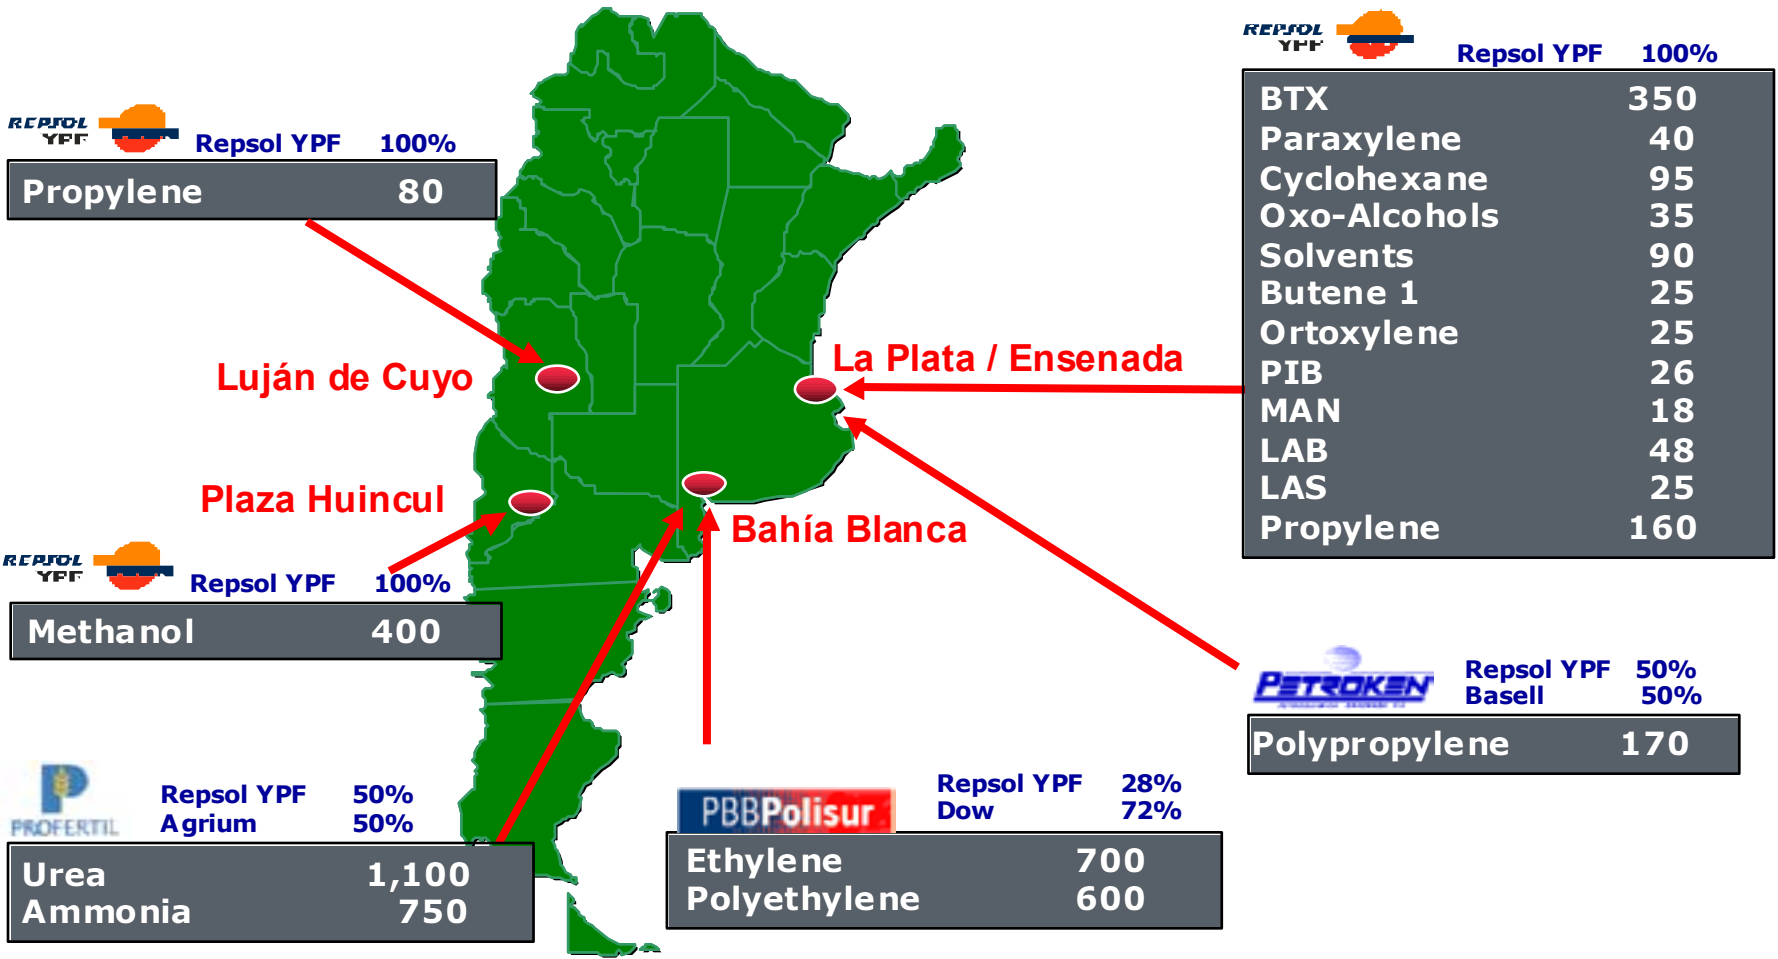 REPSOL
YPF
Repsol YPF 100%
Propylene 80
Luján de Cuyo
Plaza Huincul
REPSOL
YPF
Repsol YPF 100%
Methanol 400
PROFERTIL
Repsol YPF 50%
Agrium 50%
Urea 1,100
Ammonia 750
REPSOL
YPF
Repsol YPF 100%
BTX 350
Paraxylene 40
Cyclohexane 95
Oxo-Alcohols 35
Solvents 90
Butene 1 25
Ortoxylene 25
PIB 26
MAN 18
LAB 48
LAS 25
Propylene 160
La Plata / Ensenada
Bahía Blanca
PETROKEN
Repsol YPF 50%
Basell 50%
Polypropylene 170
PBBPolisur
Repsol YPF 28%
Dow 72%
Ethylene 700
Polyethylene 600